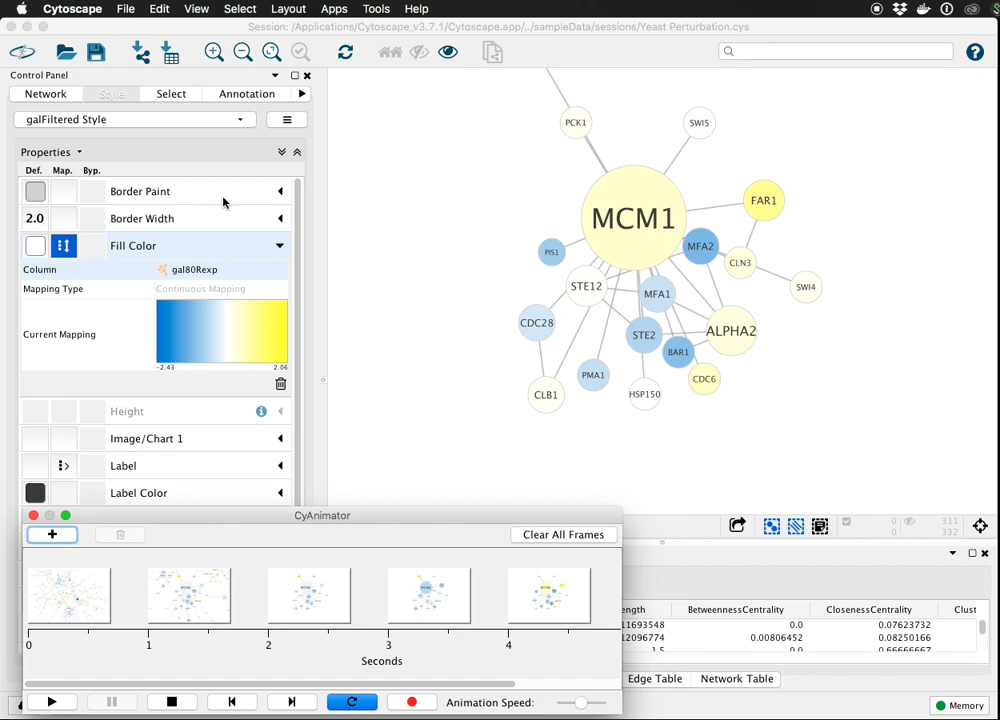 Cytoscape File Edit View Select Layout Apps Tools Help
Session: /Applications/Cytoscape_v3.7.1/Cytoscape.app/../sampleData/sessions/Yeast Perturbation.cys
Control Panel
Network Style Select Annotation
galFiltered Style
Properties
Def. Map. Byp.
Border Paint
2.0 Border Width
Fill Color
Column gal80Rexp
Mapping Type Continuous Mapping
Current Mapping
-2.43 2.06
Height
Image/Chart 1
Label
Label Color
PCK1
SWI5
MCM1
FAR1
MFA2
PIS1
CLN3
STE12
MFA1
SWI4
CDC28
STE2
ALPHA2
BAR1
PMA1
CDC6
CLB1
HSP150
0 311
0 332
CyAnimator
+ Clear All Frames
MCM1
0 1 2 3 4
Seconds
Animation Speed:
ength BetweennessCentrality ClosenessCentrality Clust
11693548 0.0 0.07623732
12096774 0.00806452 0.08250166
1.5 0.0 0.66666667
Edge Table Network Table
Memory